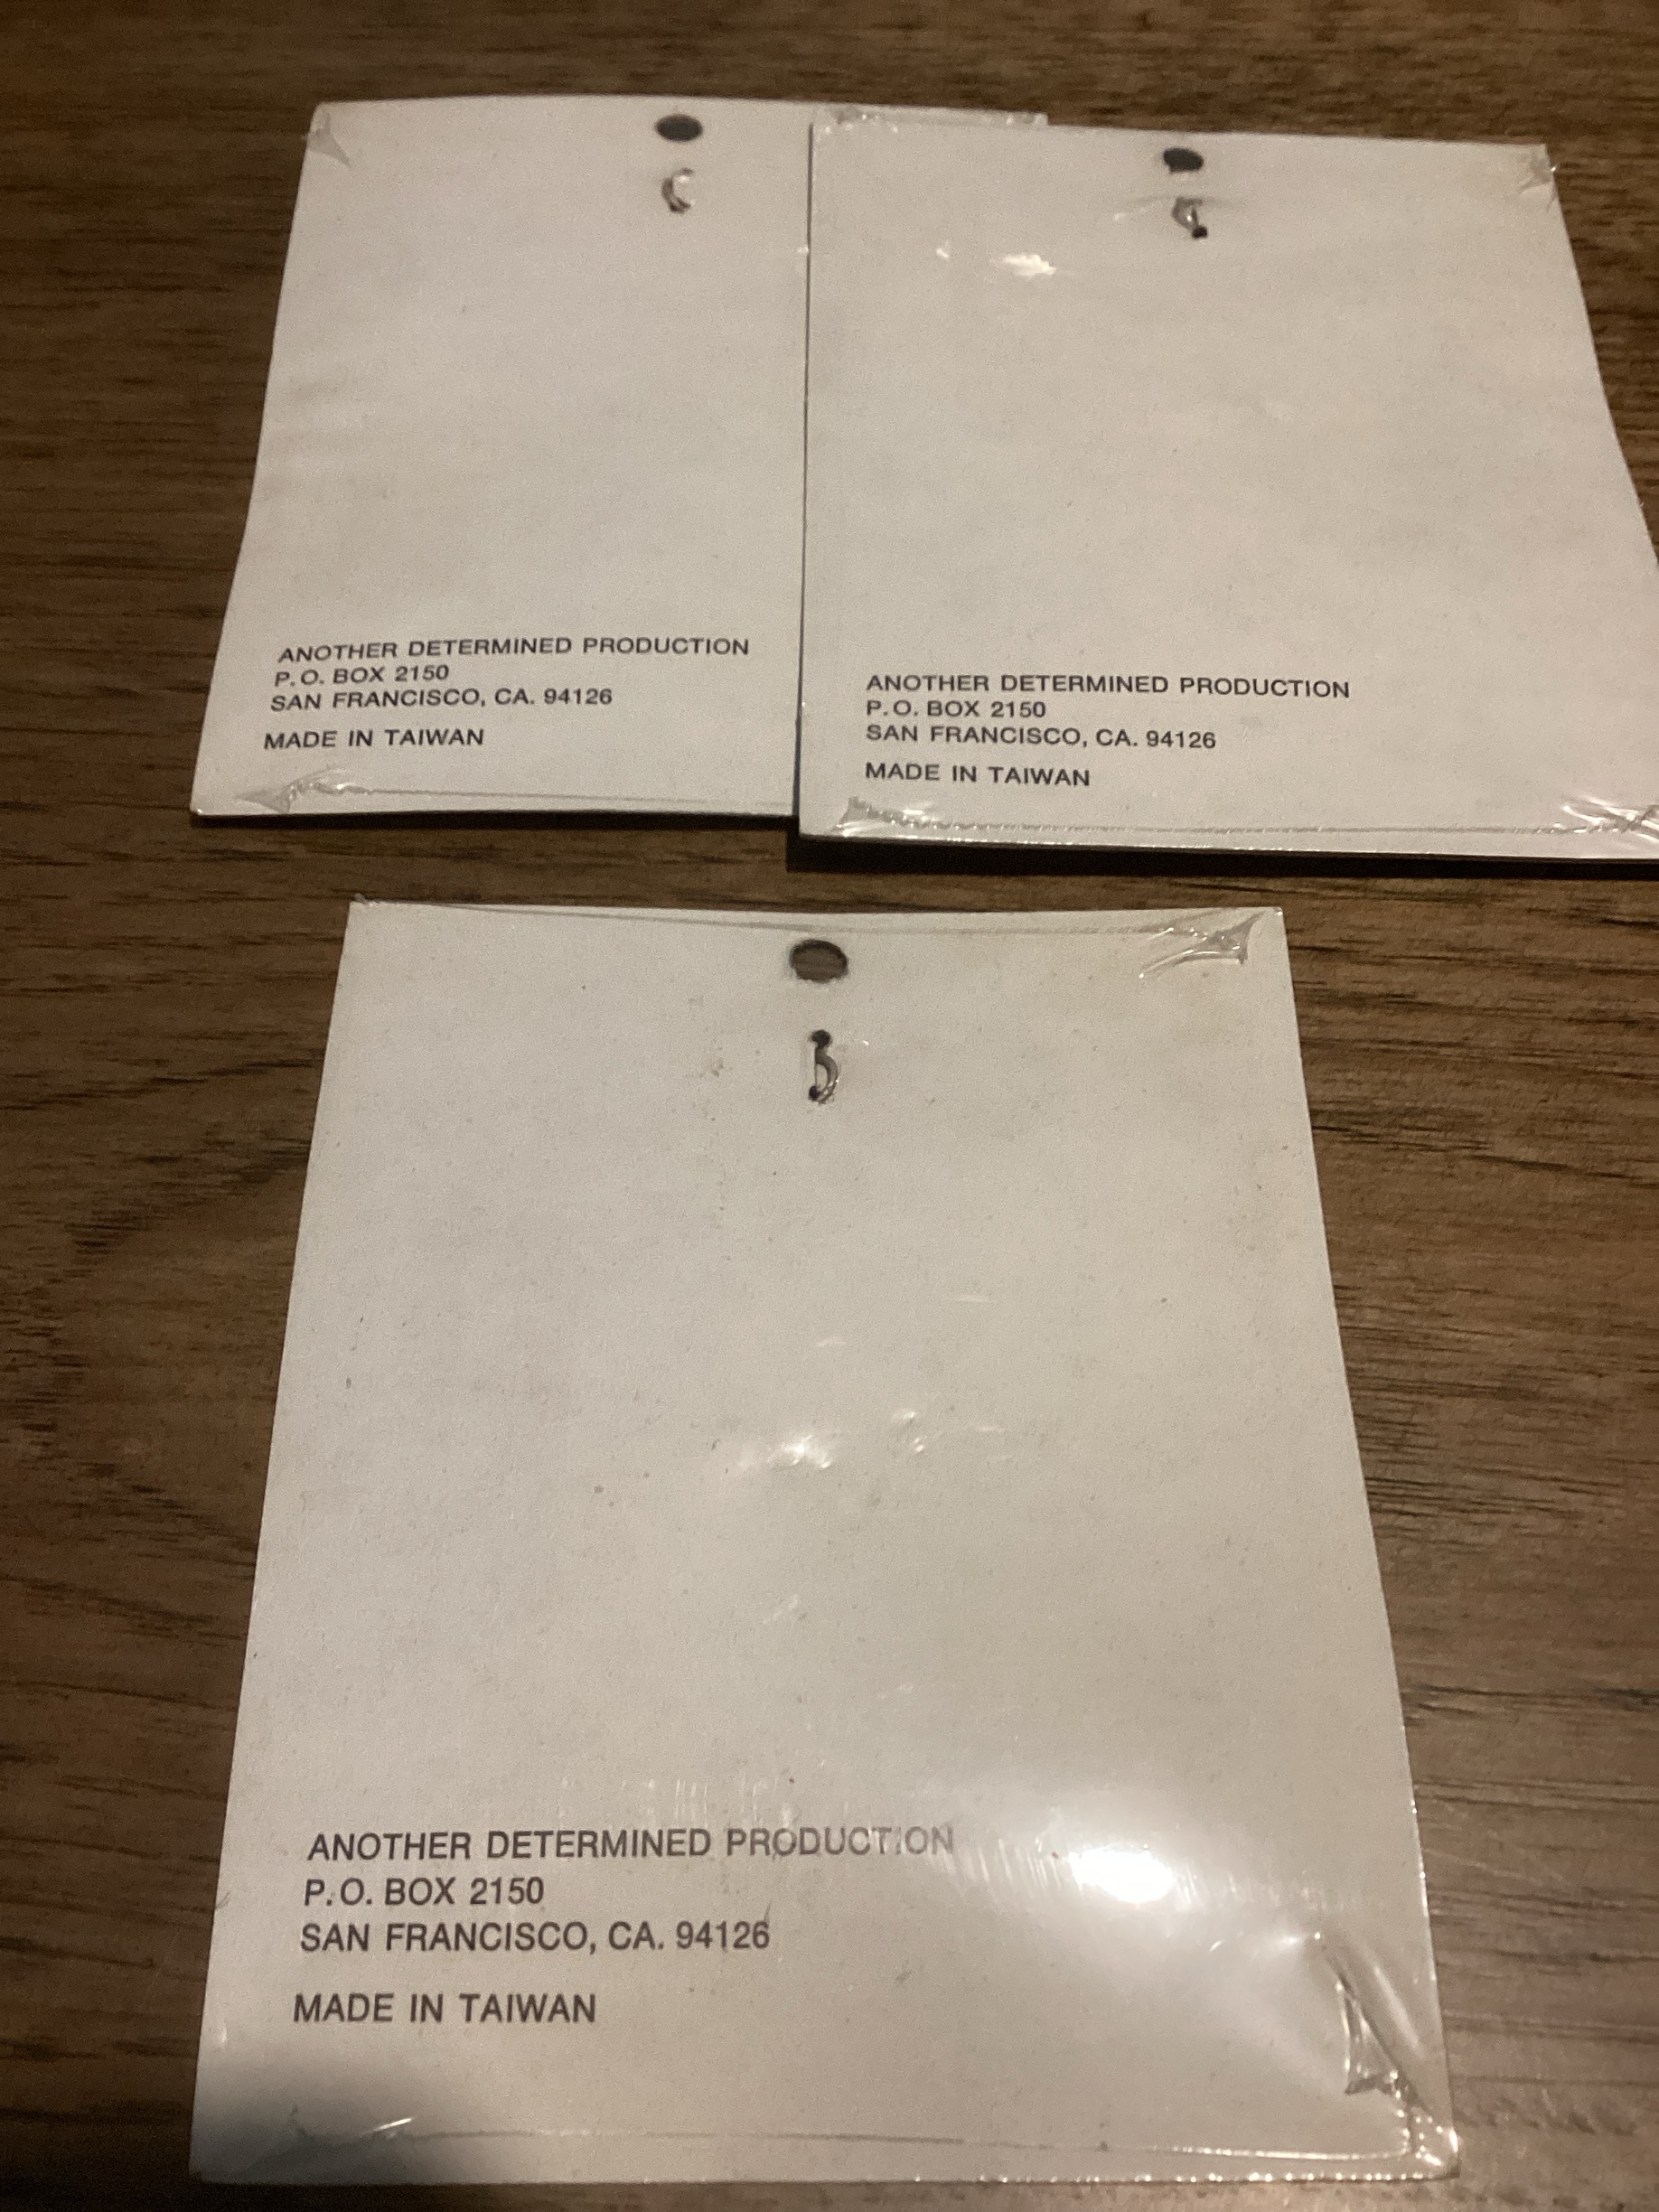 ANOTHER DETERMINED PRODUCTION
P.O. BOX 2150
SAN FRANCISCO, CA. 94126
MADE IN TAIWAN
ANOTHER DETERMINED PRODUCTION
P.O. BOX 2150
SAN FRANCISCO, CA. 94126
MADE IN TAIWAN
ANOTHER DETERMINED PRODUCTION
P.O. BOX 2150
SAN FRANCISCO, CA. 94126
MADE IN TAIWAN